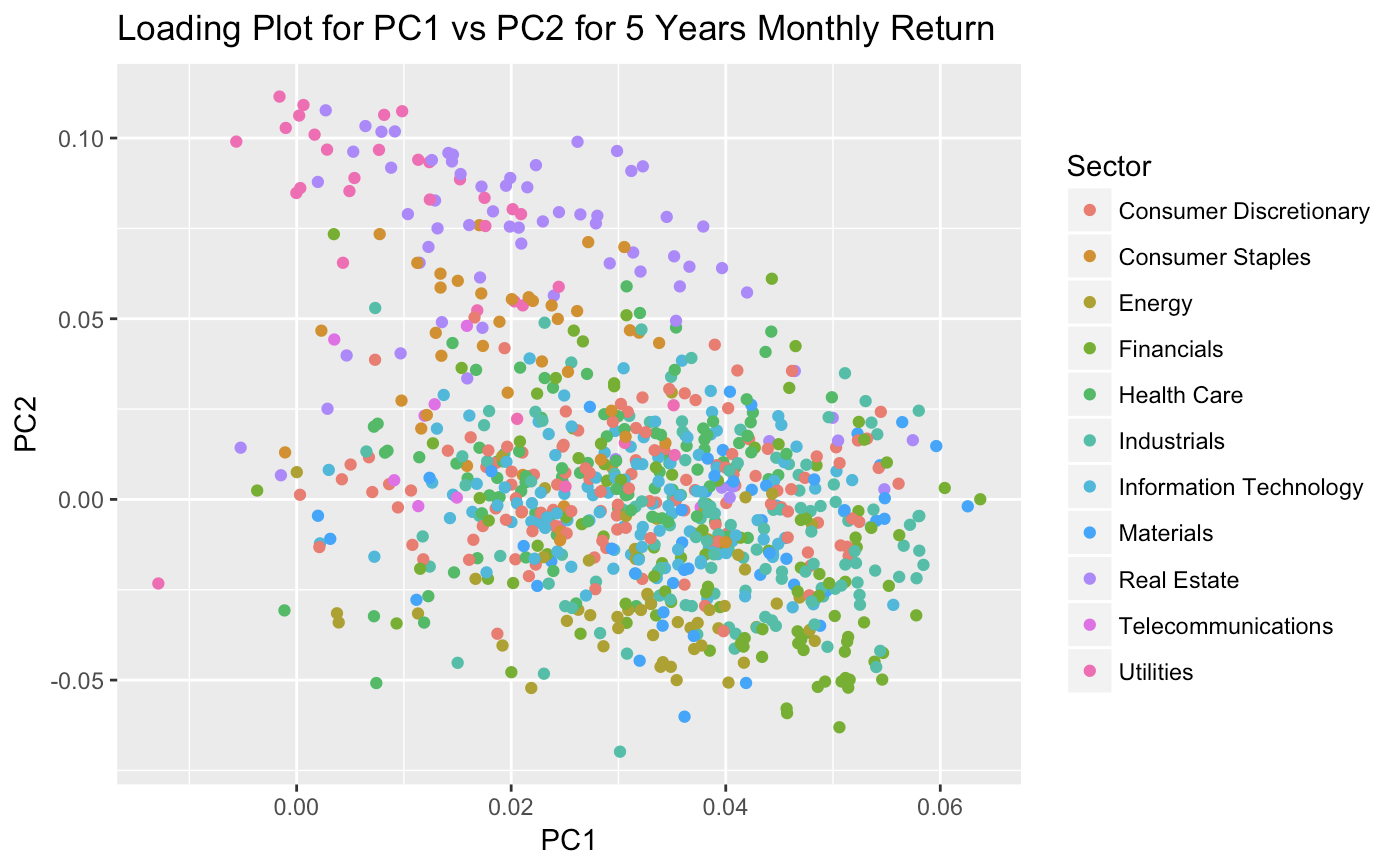 Loading Plot for PC1 vs PC2 for 5 Years Monthly Return
PC2
0.10
0.05
0.00
-0.05
0.00
0.02
0.04
0.06
PC1
Sector
Consumer Discretionary
Consumer Staples
Energy
Financials
Health Care
Industrials
Information Technology
Materials
Real Estate
Telecommunications
Utilities